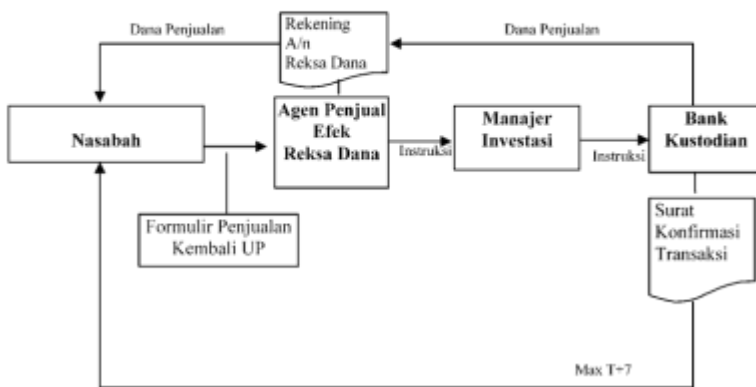 Dana Penjualan
Rekening
A/n
Reksa Dana
Dana Penjualan
Nasabah
Agen Penjual
Efek
Reksa Dana
Instruksi
Manajer
Investasi
Instruksi
Bank
Kustodian
Formulir Penjualan
Kembali UP
Surat
Konfirmasi
Transaksi
Max T+7